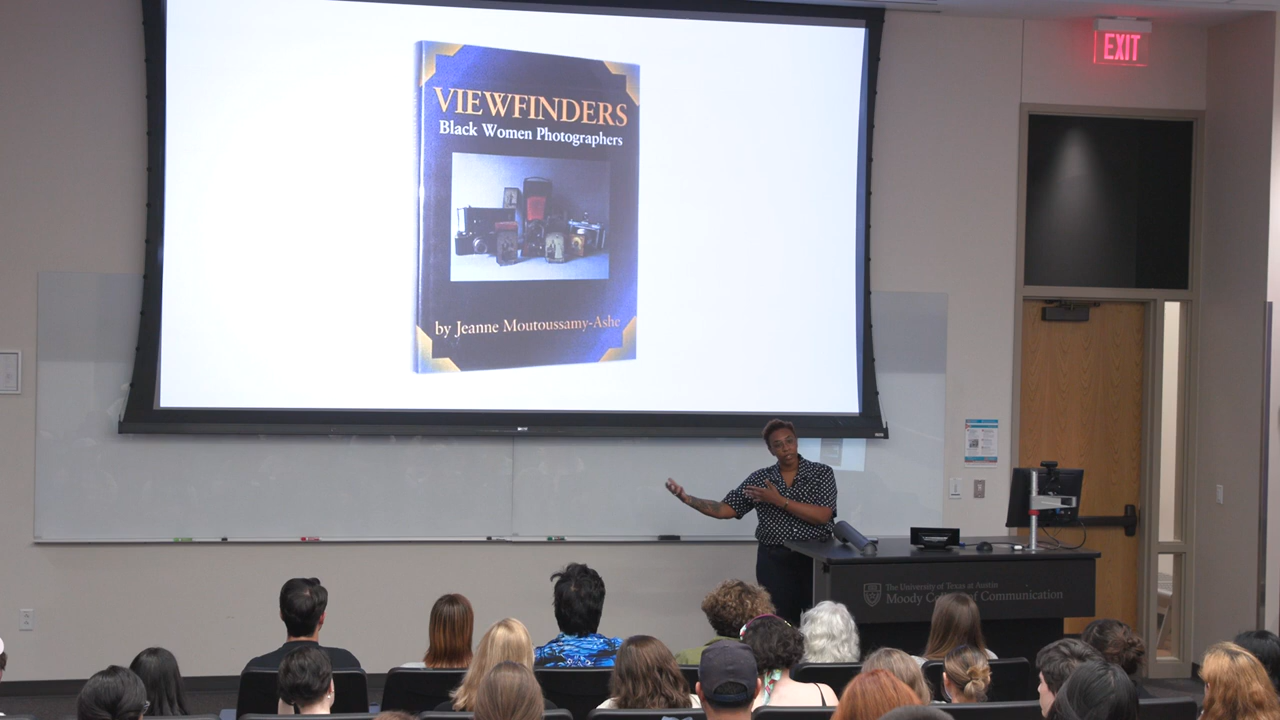 EXIT
VIEWFINDERS
Black Women Photographers
by Jeanne Moutoussamy-Ashe
The University of Texas at Austin
Moody College of Communication